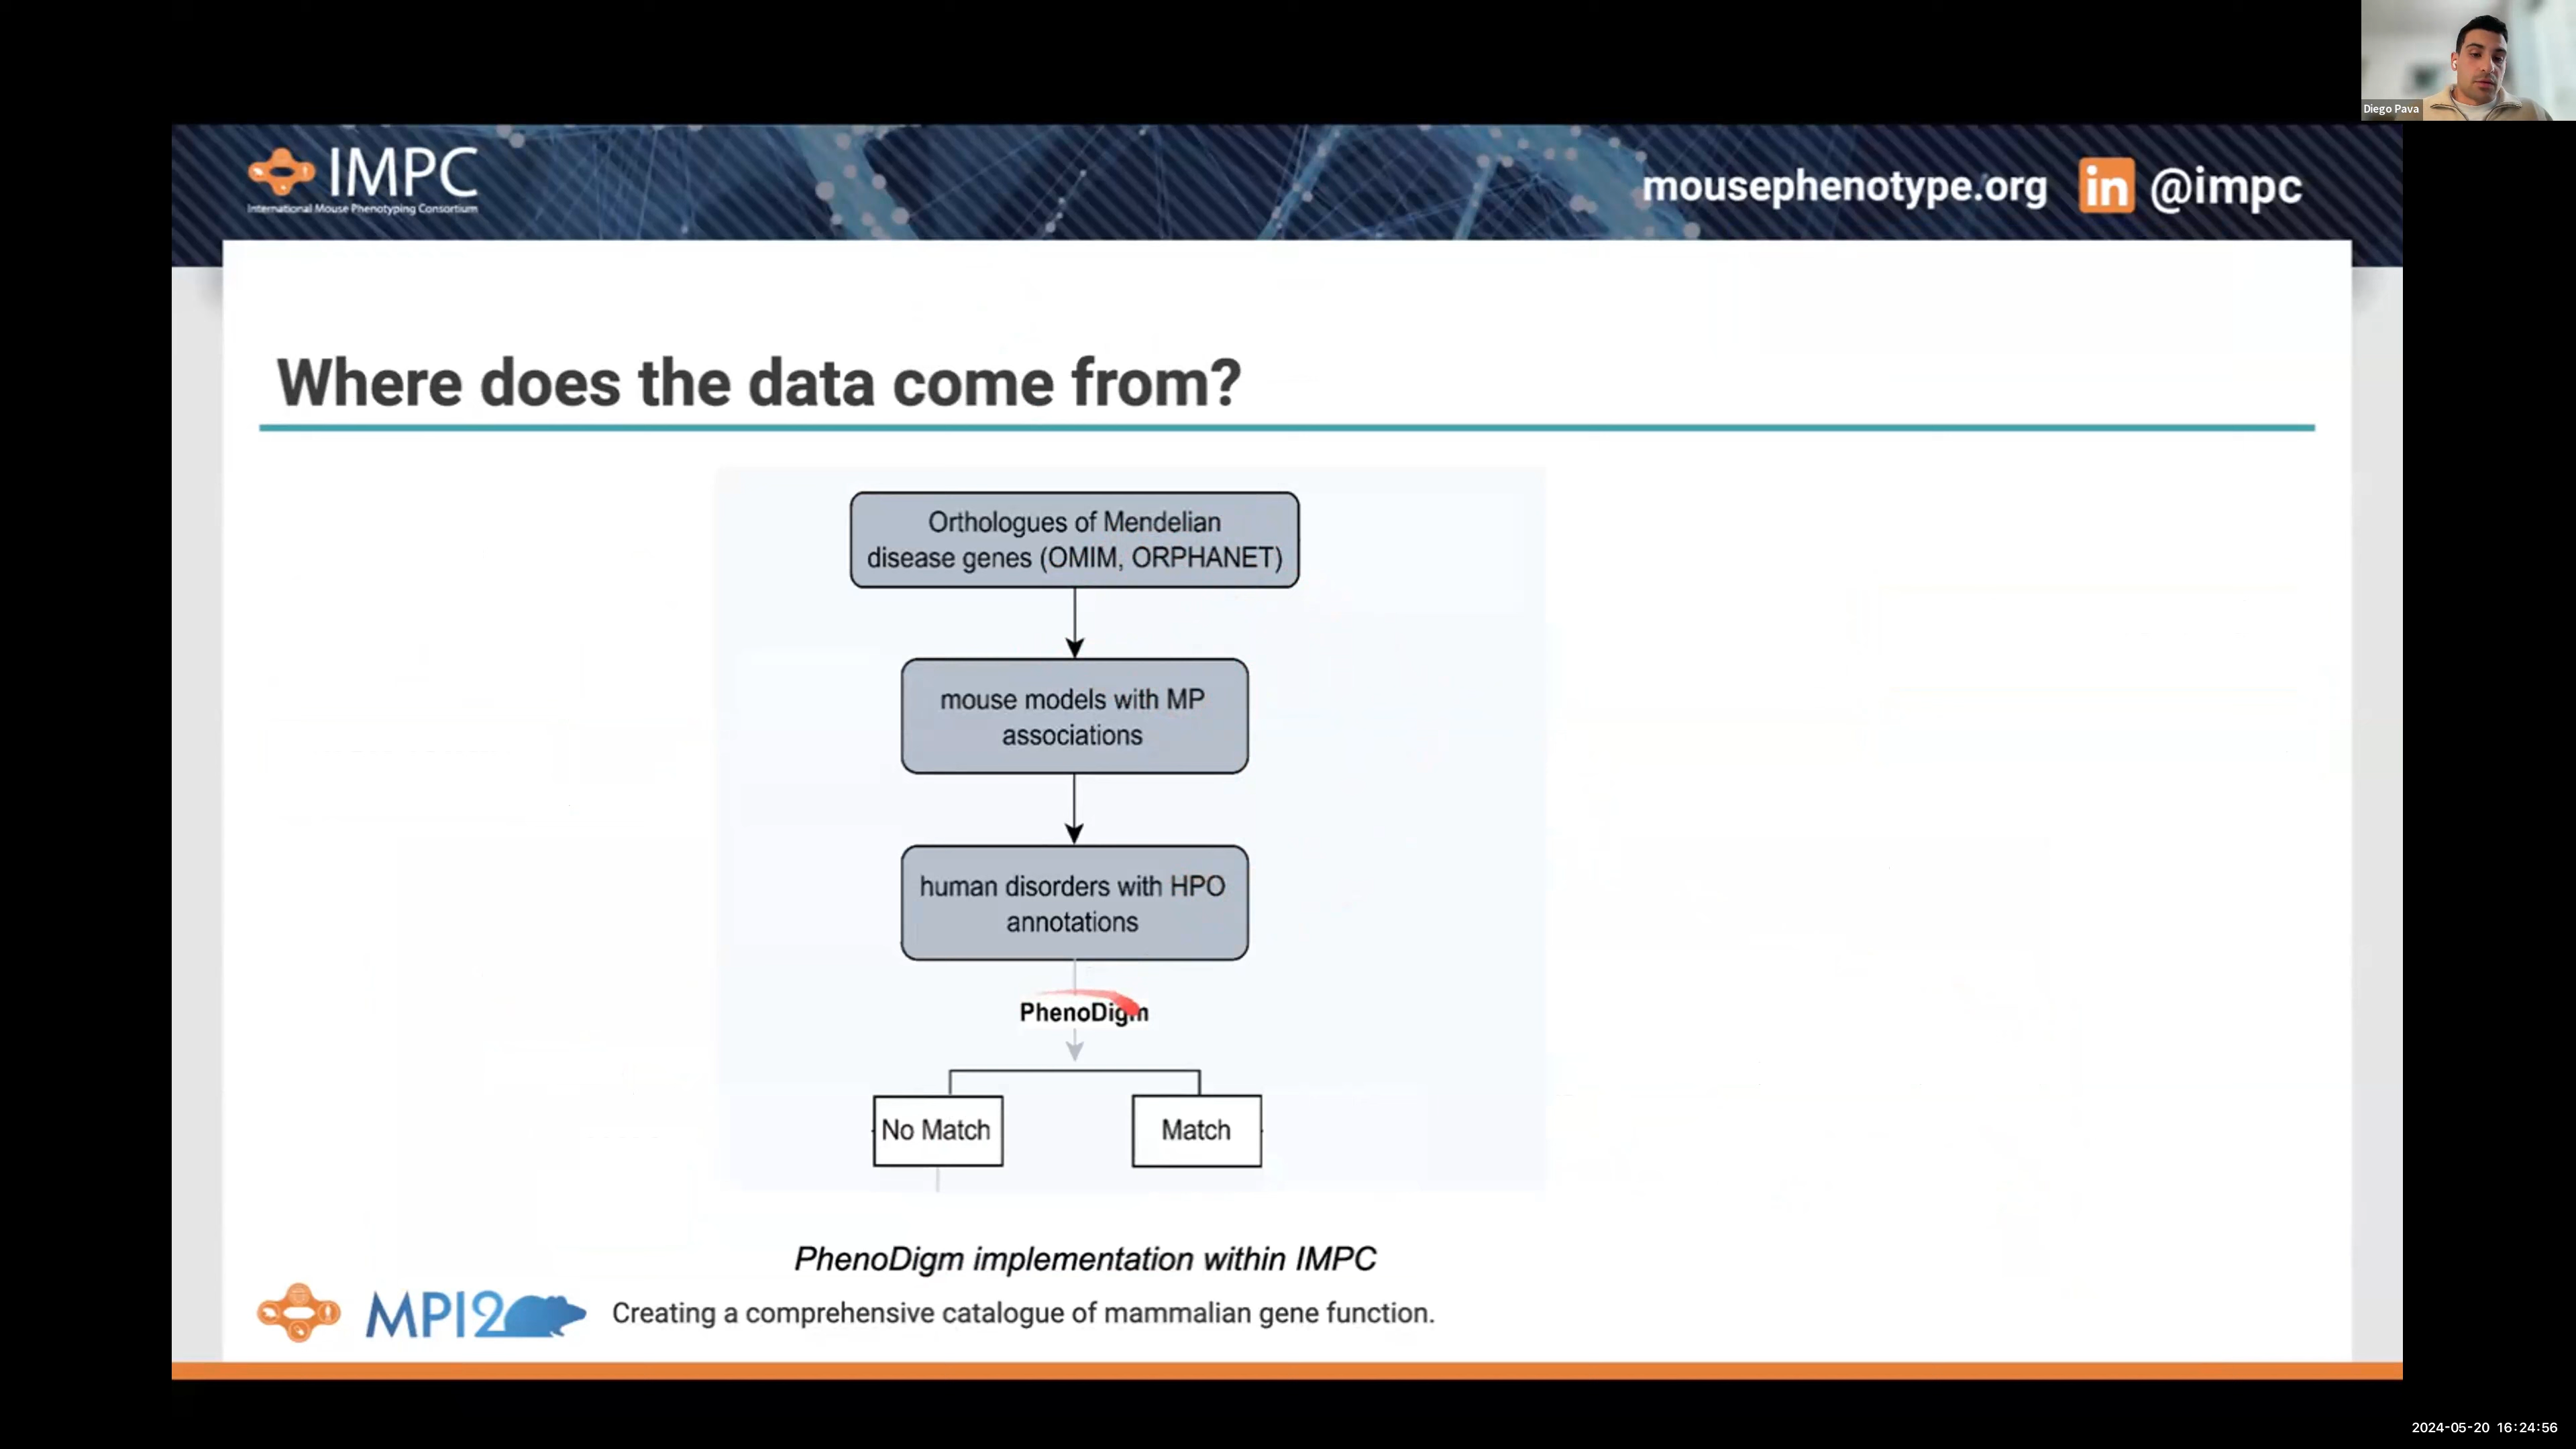 Diego Pava
IMPC
International Mouse Phenotyping Consortium
mousephenotype.org in @impc
Where does the data come from?
Orthologues of Mendelian
disease genes (OMIM, ORPHANET)
mouse models with MP
associations
human disorders with HPO
annotations
PhenoDigm
No Match
Match
PhenoDigm implementation within IMPC
MPI2
Creating a comprehensive catalogue of mammalian gene function.
2024-05-20 16:24:56